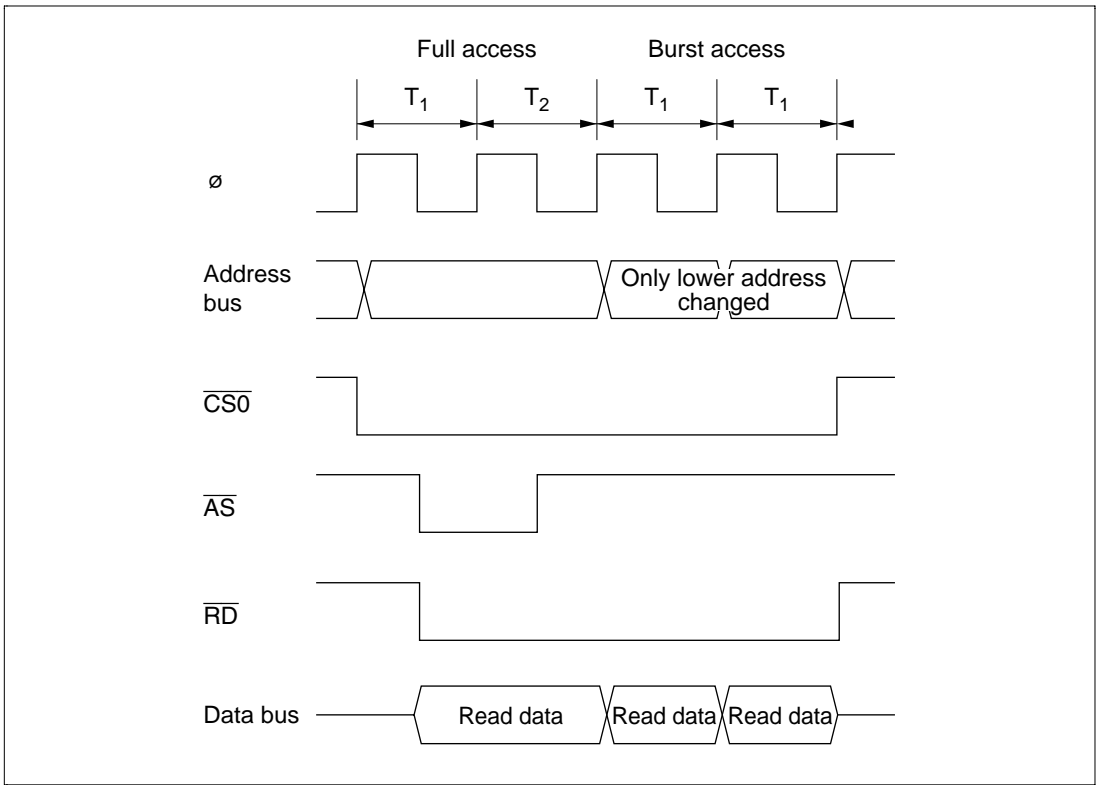 Full access Burst access
T1 T2 T1 T1
ø
Address
bus
Only lower address
changed
CS0
AS
RD
Data bus Read data Read data Read data